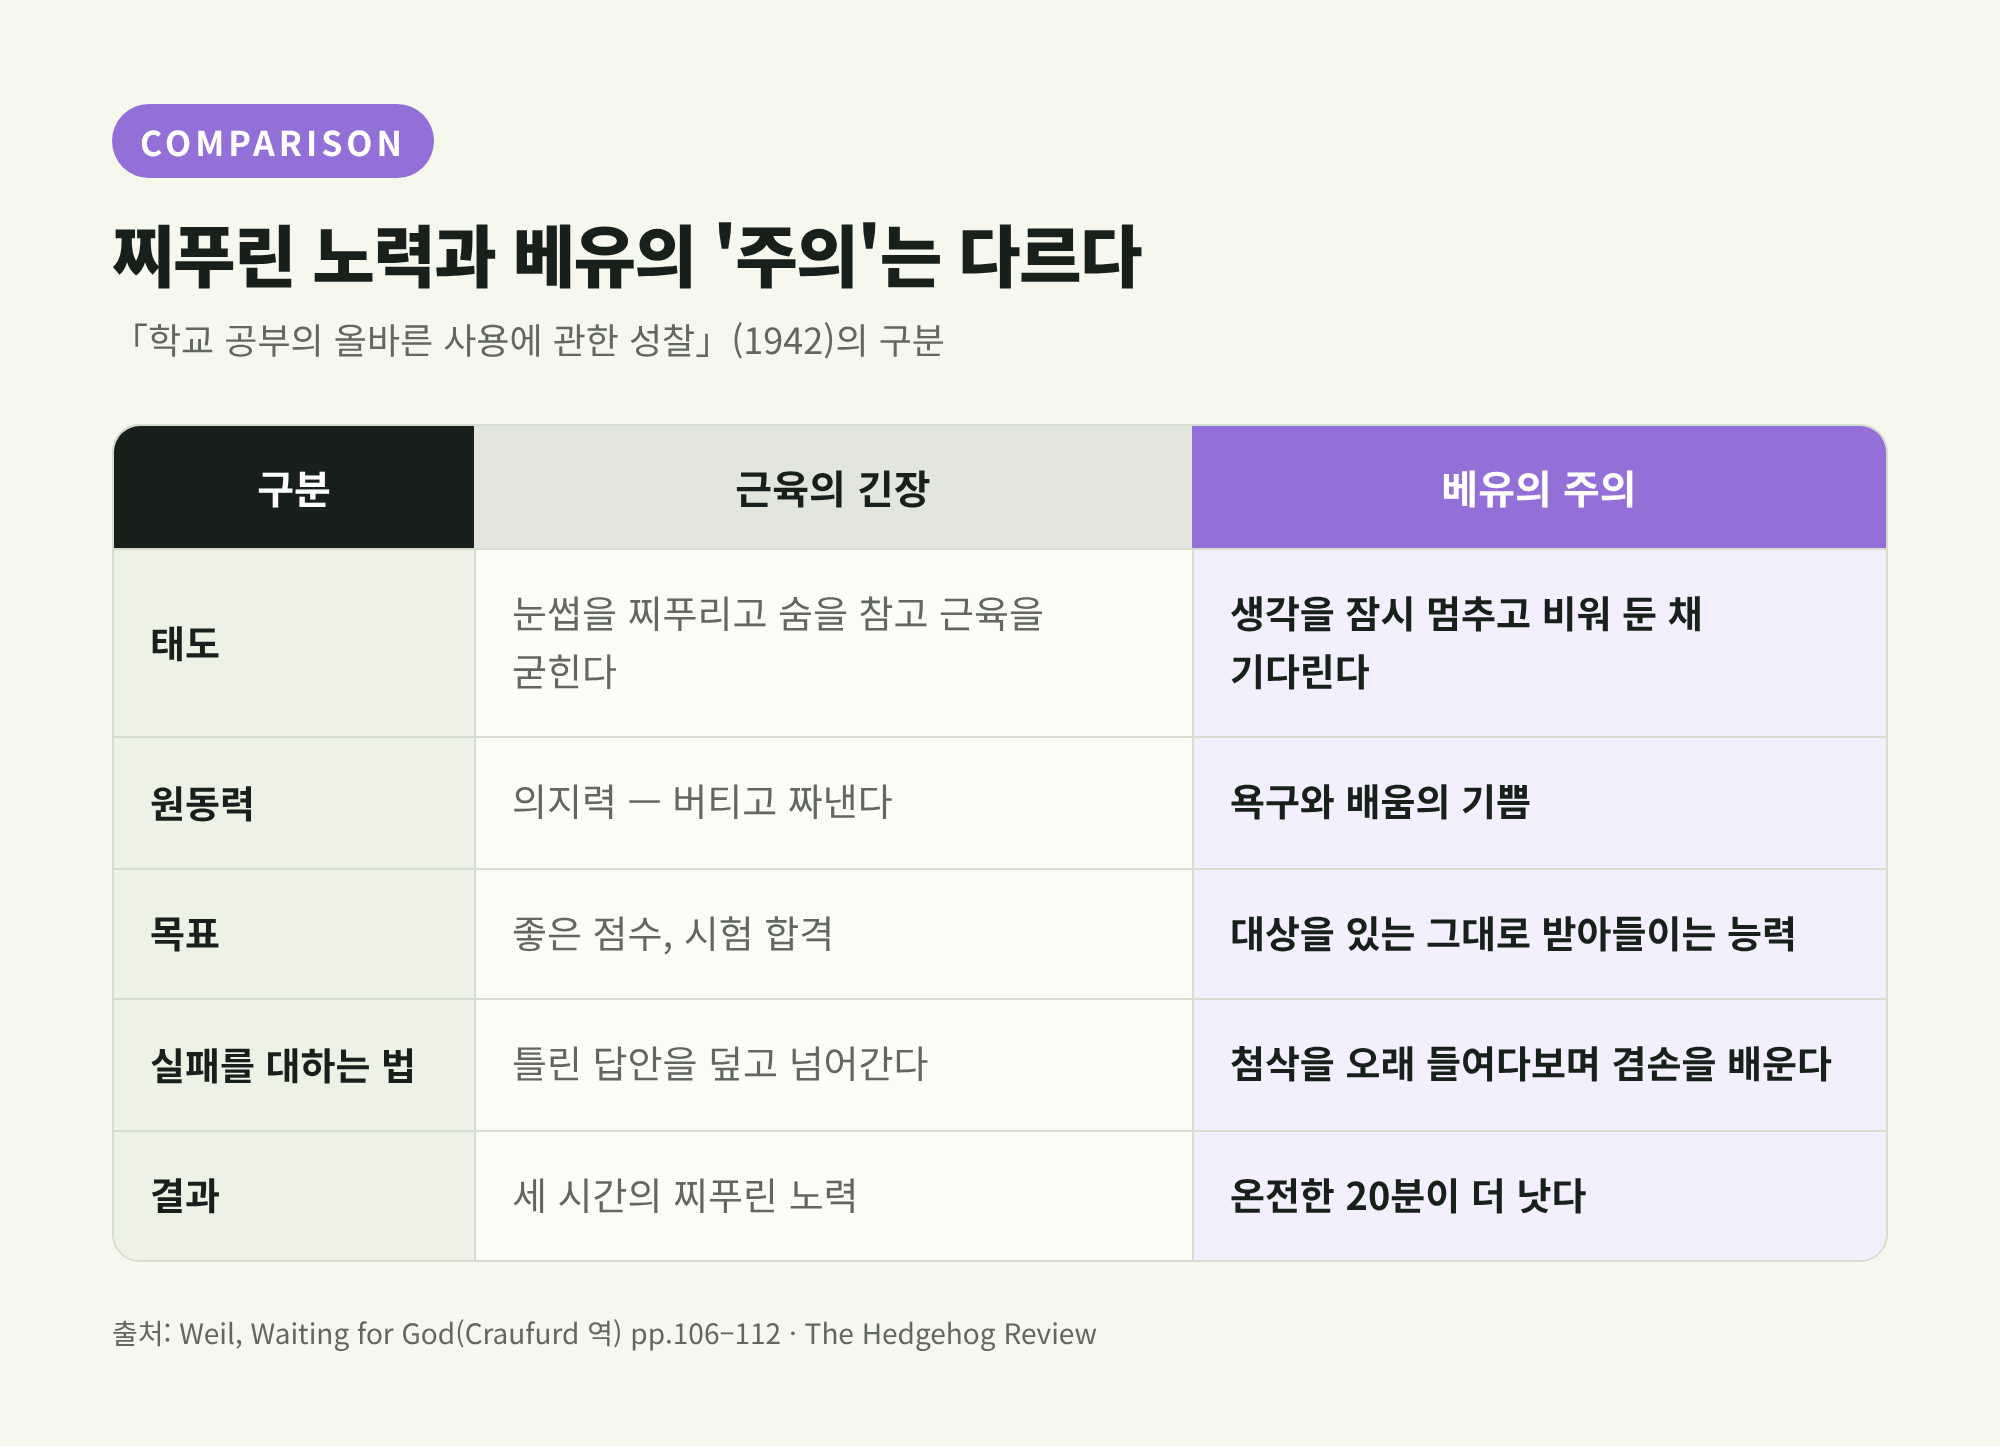 COMPARISON
찌푸린 노력과 베유의 '주의'는 다르다
「학교 공부의 올바른 사용에 관한 성찰」(1942)의 구분
구분
근육의 긴장
베유의 주의
태도
눈썹을 찌푸리고 숨을 참고 근육을
굳힌다
생각을 잠시 멈추고 비워 둔 채
기다린다
원동력
의지력 — 버티고 짜낸다
욕구와 배움의 기쁨
목표
좋은 점수, 시험 합격
대상을 있는 그대로 받아들이는 능력
실패를 대하는 법
틀린 답안을 덮고 넘어간다
첨삭을 오래 들여다보며 겸손을 배운다
결과
세 시간의 찌푸린 노력
온전한 20분이 더 낫다
출처: Weil, Waiting for God(Craufurd 역) pp.106–112 · The Hedgehog Review